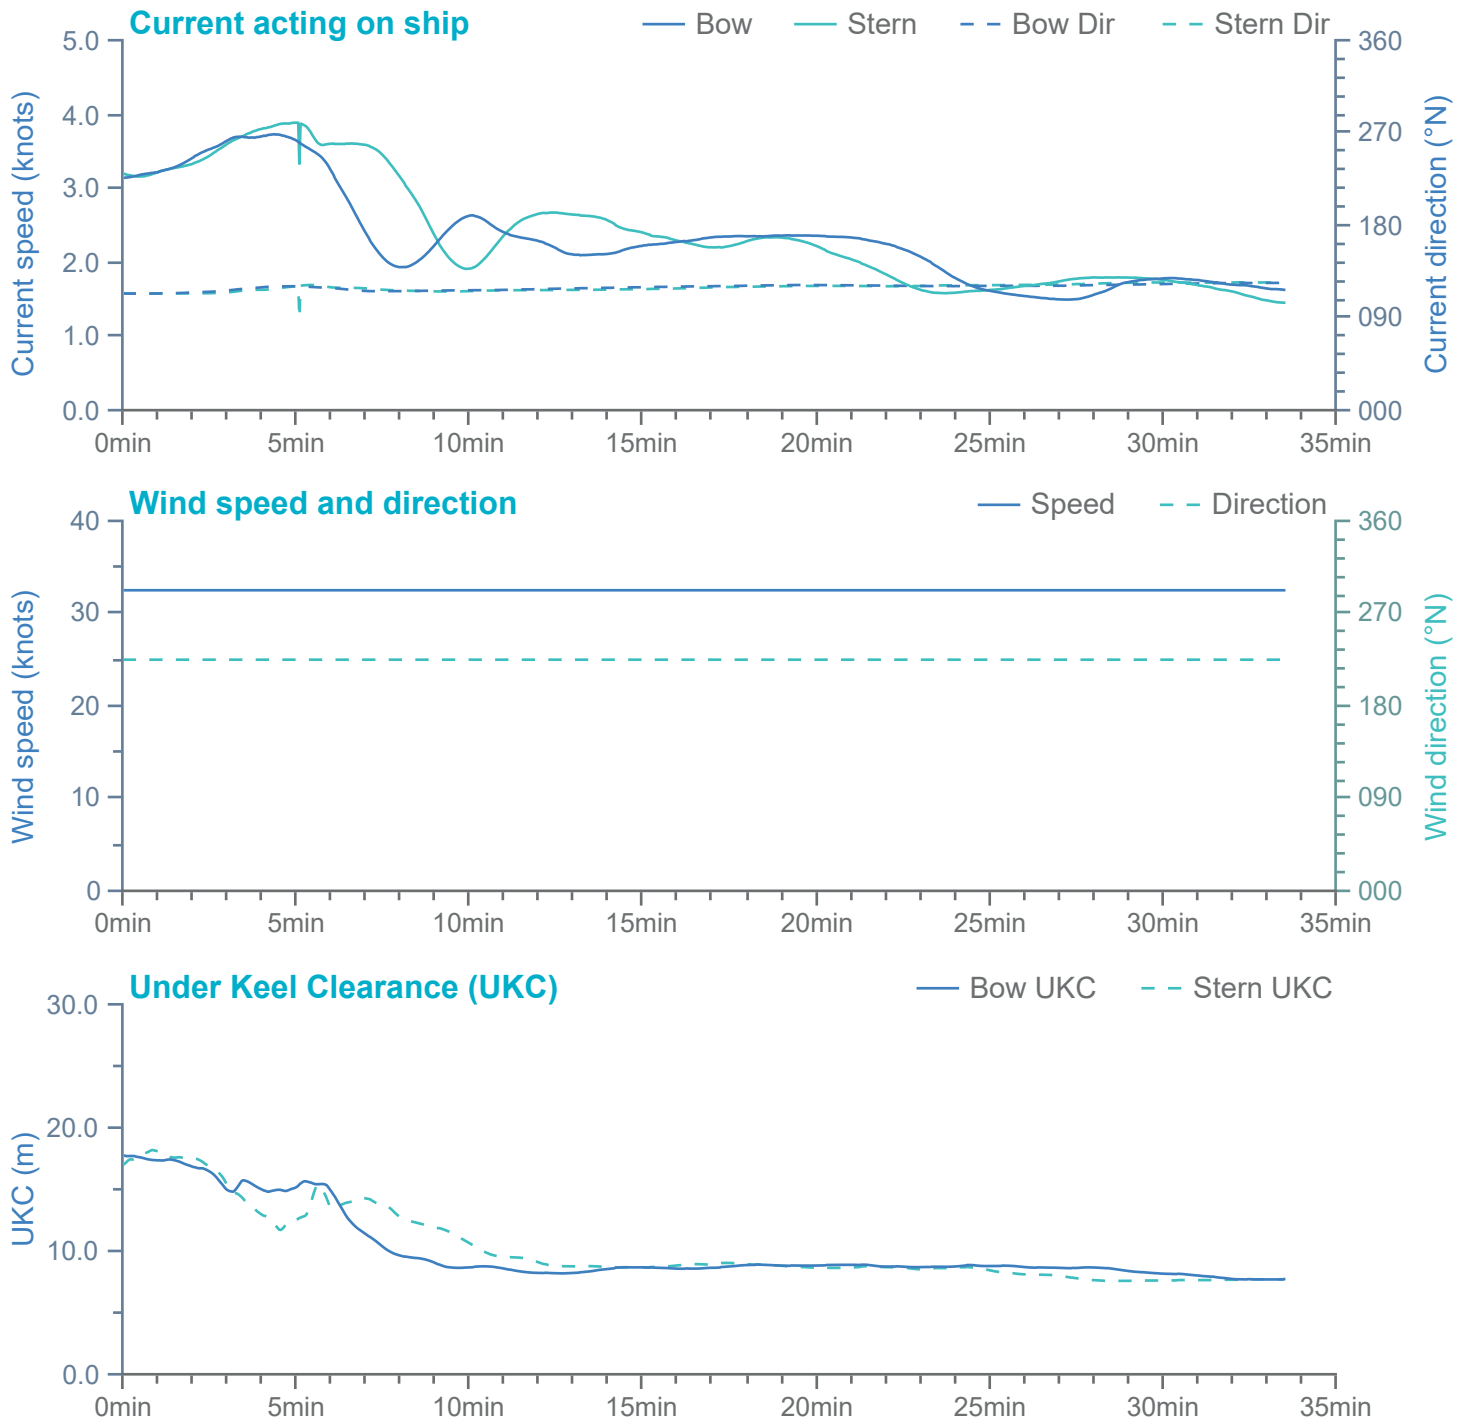 Current acting on ship
Bow
Stern
Bow Dir
Stern Dir
5.0
4.0
3.0
2.0
1.0
0.0
Current speed (knots)
360
270
180
090
000
Current direction (°N)
0min
5min
10min
15min
20min
25min
30min
35min
Wind speed and direction
Speed
Direction
40
30
20
10
0
Wind speed (knots)
360
270
180
090
000
Wind direction (°N)
0min
5min
10min
15min
20min
25min
30min
35min
Under Keel Clearance (UKC)
Bow UKC
Stern UKC
30.0
20.0
10.0
0.0
UKC (m)
0min
5min
10min
15min
20min
25min
30min
35min